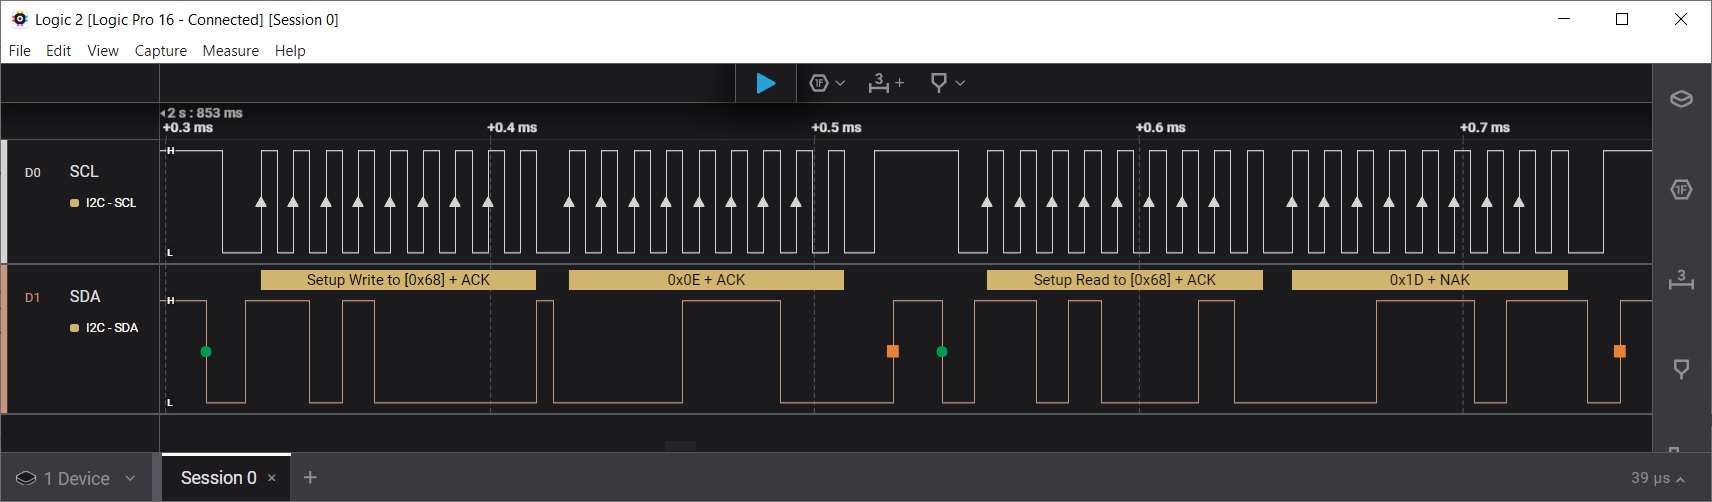 Logic 2 [Logic Pro 16 - Connected] [Session 0]
File Edit View Capture Measure Help
1F 3 +
2 s : 853 ms
+0.3 ms +0.4 ms +0.5 ms +0.6 ms +0.7 ms
H
D0 SCL
I2C - SCL
1F
L
Setup Write to [0x68] + ACK 0x0E + ACK Setup Read to [0x68] + ACK 0x1D + NAK
3
D1 SDA H
I2C - SDA
L
1 Device Session 0 × + 39 μs